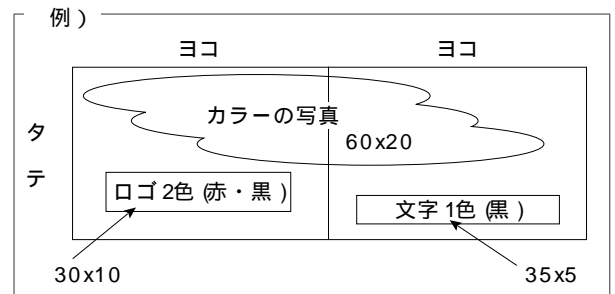 例）
ヨコ ヨコ
カラーの写真
60x20
タ
テ
ロゴ 2色 (赤・黒 )
文字 1色 (黒 )
30x10 35x5